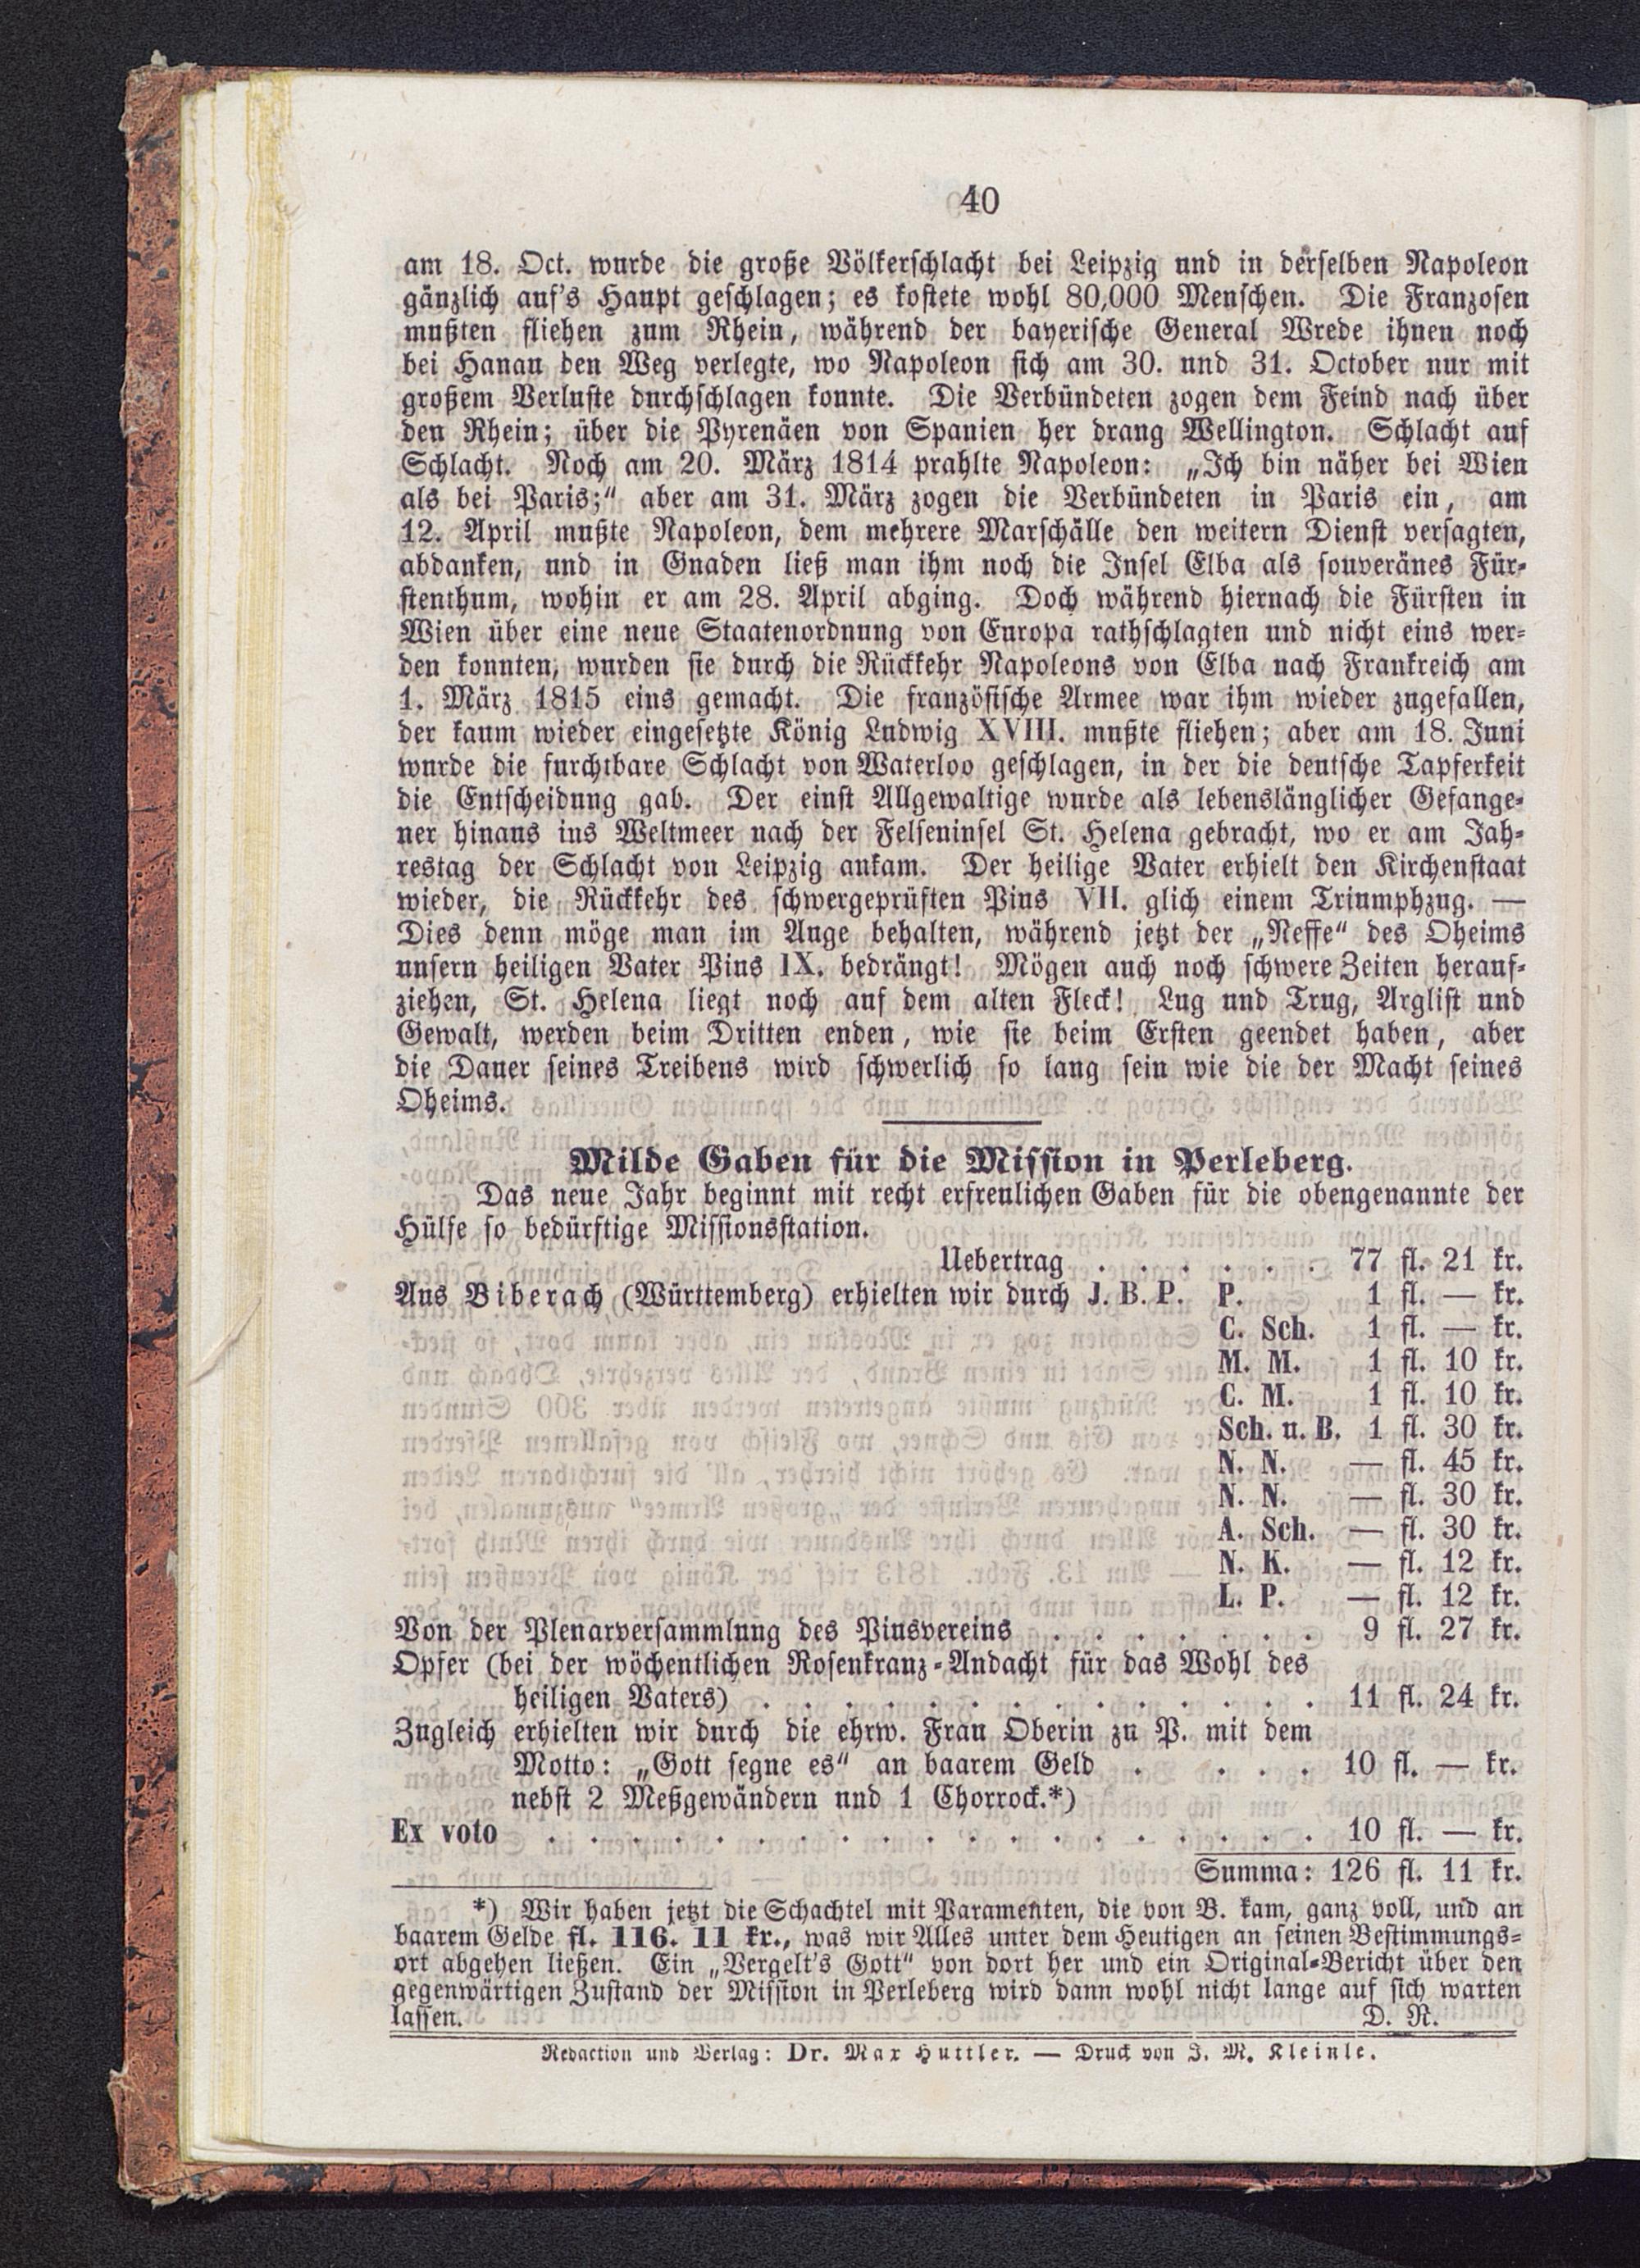 40
am 18. Oct. wurde die große Völkerschlacht bei Leipzig und in derselben Napoleon
gänzlich auf's Haupt geschlagen; es kostete wohl 80,000 Menschen. Die Franzosen
mußten fliehen zum Rhein, während der bayerische General Wrede ihnen noch
bei Hanau den Weg verlegte, wo Napoleon sich am 30. und 31. October nur mit
großem Verluste durchschlagen konnte. Die Verbündeten zogen dem Feind nach über
den Rhein; über die Pyrenäen von Spanien her drang Wellington. Schlacht auf
Schlacht. Noch am 20. März 1814 prahlte Napoleon: „Ich bin näher bei Wien
als bei Paris;“ aber am 31. März zogen die Verbündeten in Paris ein, am
12. April mußte Napoleon, dem mehrere Marschälle den weitern Dienst versagten,
abdanken, und in Gnaden ließ man ihm noch die Insel Elba als souveränes Für-
stenthum, wohin er am 28. April abging. Doch während hiernach die Fürsten in
Wien über eine neue Staatenordnung von Europa rathschlagten und nicht eins wer-
den konnten, wurden sie durch die Rückkehr Napoleons von Elba nach Frankreich am
1. März 1815 eins gemacht. Die französische Armee war ihm wieder zugefallen,
der kaum wieder eingesetzte König Ludwig XVIII. mußte fliehen; aber am 18. Juni
wurde die furchtbare Schlacht von Waterloo geschlagen, in der die deutsche Tapferkeit
die Entscheidung gab. Der einst Allgewaltige wurde als lebenslänglicher Gefange-
ner hinaus ins Weltmeer nach der Felseninsel St. Helena gebracht, wo er am Jah-
restag der Schlacht von Leipzig ankam. Der heilige Vater erhielt den Kirchenstaat
wieder, die Rückkehr des schwergeprüften Pius VII. glich einem Triumphzug. —
Dies denn möge man im Auge behalten, während jetzt der „Neffe“ des Oheims
unsern heiligen Vater Pius IX. bedrängt! Mögen auch noch schwere Zeiten herauf-
ziehen, St. Helena liegt noch auf dem alten Fleck! Lug und Trug, Arglist und
Gewalt, werden beim Dritten enden, wie sie beim Ersten geendet haben, aber
die Dauer seines Treibens wird schwerlich so lang sein wie die der Macht seines
Oheims.
Milde Gaben für die Mission in Perleberg.
Das neue Jahr beginnt mit recht erfreulichen Gaben für die obengenannte der
Hülfe so bedürftige Missionsstation.
Uebertrag . . . . . . 77 fl. 21 kr.
Aus Biberach (Württemberg) erhielten wir durch J. B. P. P. 1 fl. — kr.
C. Sch. 1 fl. — kr.
M. M. 1 fl. 10 kr.
C. M. 1 fl. 10 kr.
Sch. u. B. 1 fl. 30 kr.
N. N. — fl. 45 kr.
N. N. — fl. 30 kr.
A. Sch. — fl. 30 kr.
N. K. — fl. 12 kr.
L. P. — fl. 12 kr.
Von der Plenarversammlung des Piusvereins . . . . . . . 9 fl. 27 kr.
Opfer (bei der wöchentlichen Rosenkranz-Andacht für das Wohl des
heiligen Vaters) . . . . . . . . . . . . . . 11 fl. 24 kr.
Zugleich erhielten wir durch die ehrw. Frau Oberin zu P. mit dem
Motto: „Gott segne es“ an baarem Geld . . . . 10 fl. — kr.
nebst 2 Meßgewändern und 1 Chorrock.*)
Ex voto . . . . . . . . . . . . . . . . . . . 10 fl. — kr.
Summa: 126 fl. 11 kr.
*) Wir haben jetzt die Schachtel mit Paramenten, die von B. kam, ganz voll, und an
baarem Gelde fl. 116. 11 kr., was wir Alles unter dem Heutigen an seinen Bestimmungs-
ort abgehen ließen. Ein „Vergelt's Gott“ von dort her und ein Original-Bericht über den
gegenwärtigen Zustand der Mission in Perleberg wird dann wohl nicht lange auf sich warten
lassen. D. R.
Redaction und Verlag: Dr. Max Huttler. — Druck von J. M. Kleinle.